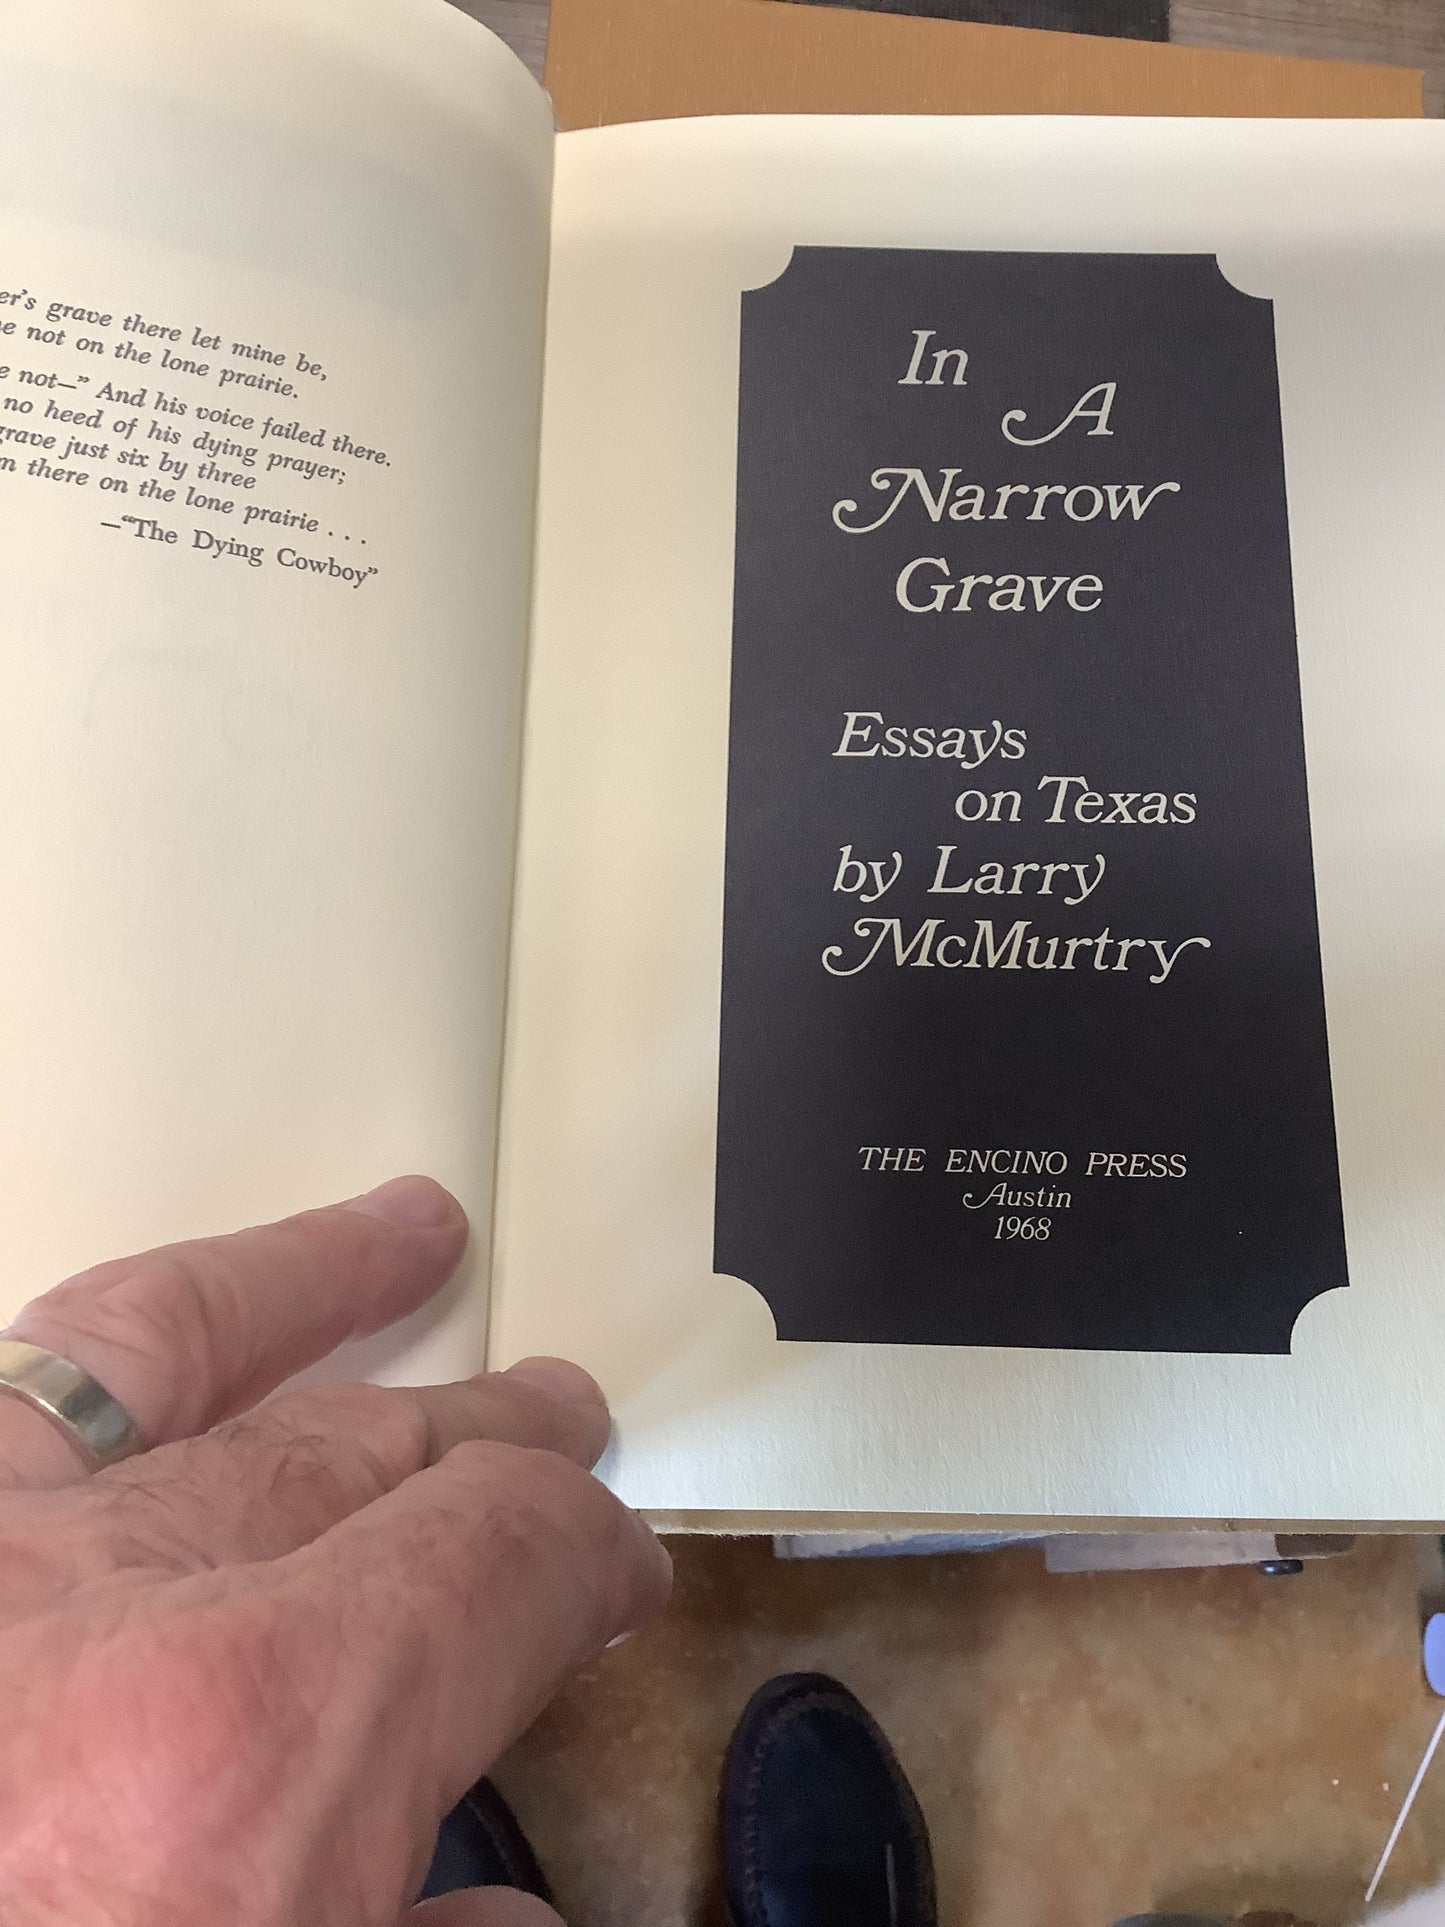 er's grave there let mine be,
e not on the lone prairie.
e not—" And his voice failed there.
no heed of his dying prayer;
grave just six by three
m there on the lone prairie . . .
—"The Dying Cowboy"
In
A
Narrow
Grave
Essays
on Texas
by Larry
McMurtry
THE ENCINO PRESS
Austin
1968